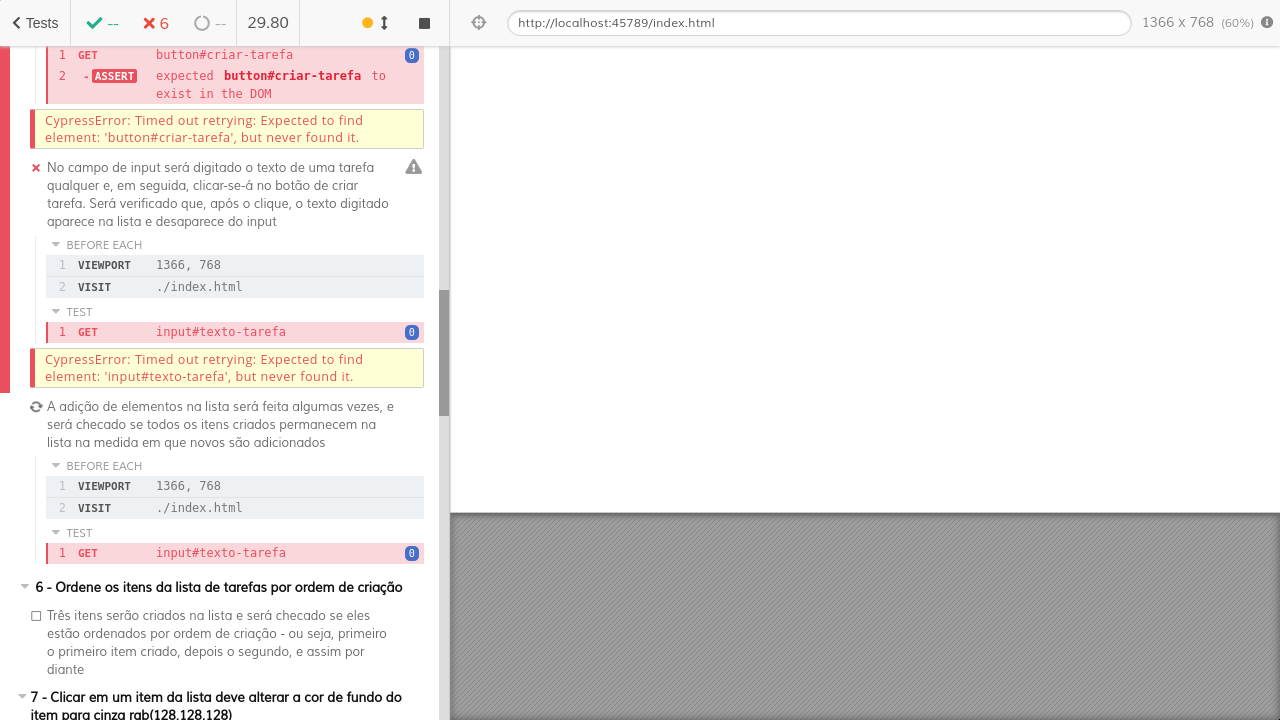 Tests
--
6
--
29.80
http://localhost:45789/index.html
1366 x 768 (60%)
1 GET button#criar-tarefa 0
2 -ASSERT expected button#criar-tarefa to
exist in the DOM
CypressError: Timed out retrying: Expected to find
element: 'button#criar-tarefa', but never found it.
No campo de input será digitado o texto de uma tarefa
qualquer e, em seguida, clicar-se-á no botão de criar
tarefa. Será verificado que, após o clique, o texto digitado
aparece na lista e desaparece do input
BEFORE EACH
1 VIEWPORT 1366, 768
2 VISIT ./index.html
TEST
1 GET input#texto-tarefa 0
CypressError: Timed out retrying: Expected to find
element: 'input#texto-tarefa', but never found it.
A adição de elementos na lista será feita algumas vezes, e
será checado se todos os itens criados permanecem na
lista na medida em que novos são adicionados
BEFORE EACH
1 VIEWPORT 1366, 768
2 VISIT ./index.html
TEST
1 GET input#texto-tarefa 0
6 - Ordene os itens da lista de tarefas por ordem de criação
Três itens serão criados na lista e será checado se eles
estão ordenados por ordem de criação - ou seja, primeiro
o primeiro item criado, depois o segundo, e assim por
diante
7 - Clicar em um item da lista deve alterar a cor de fundo do
item para cinza rgb(128,128,128)